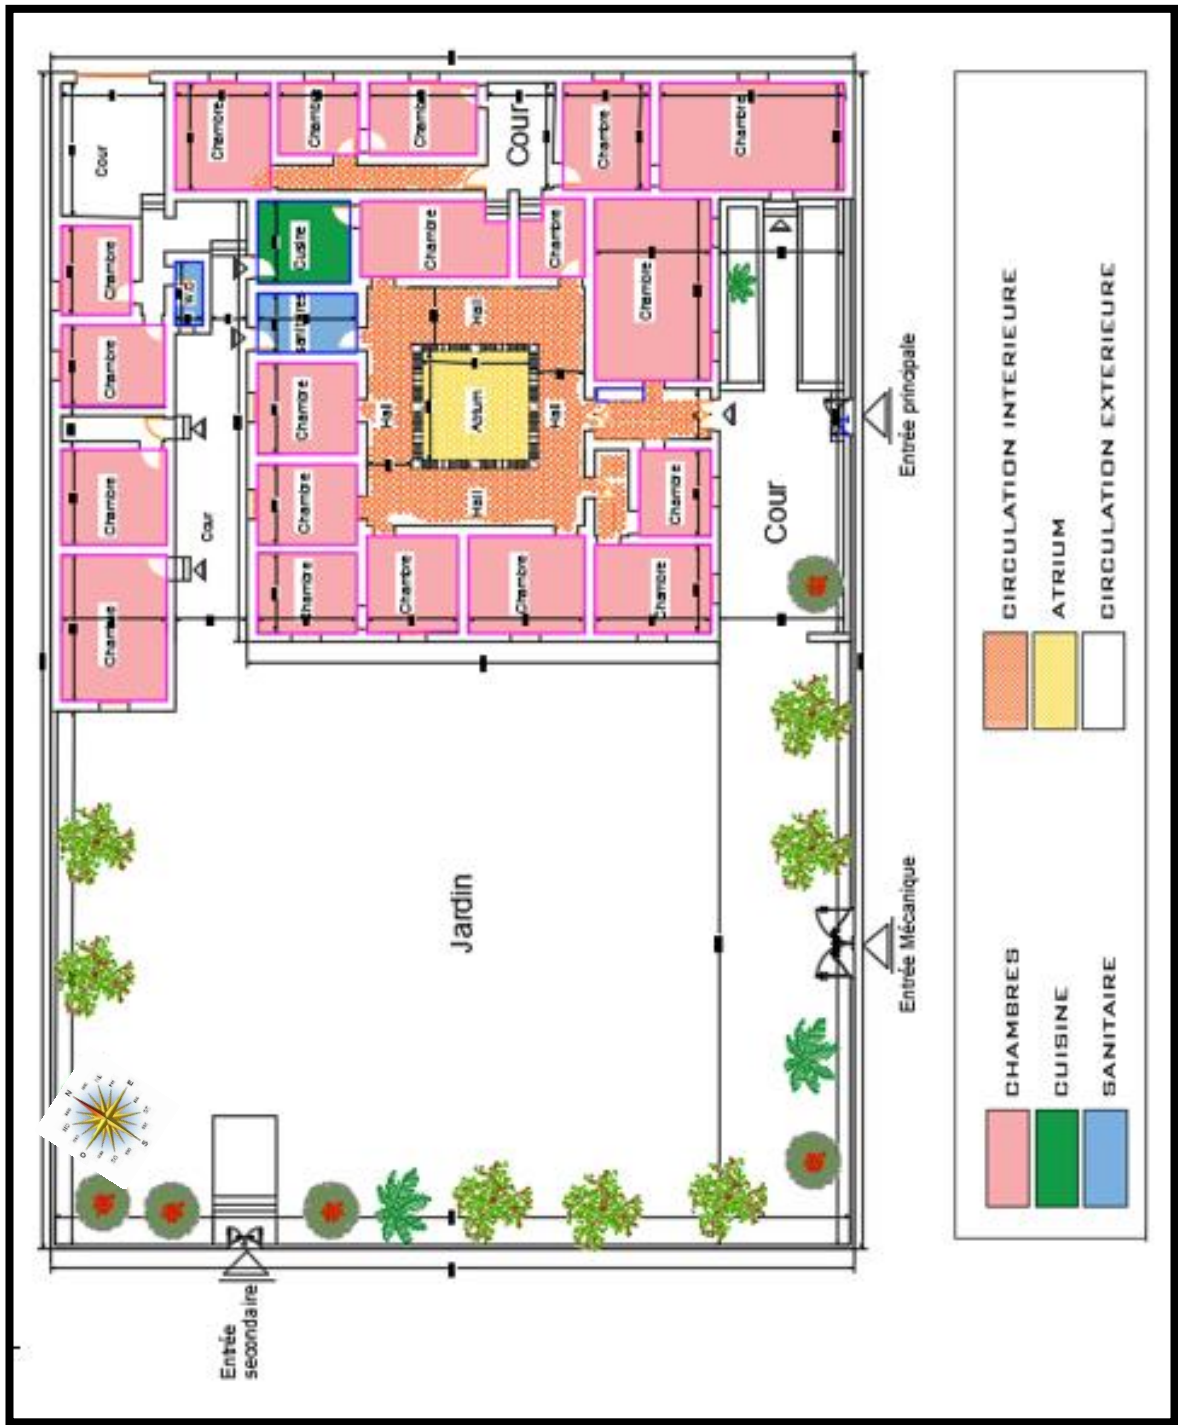 Chambre
Chambre
Chambre
Cour
Chambre
Chambre
Cour
Chambre
Chambre
Chambre
Chambre
Cour
Cuisine
sanitaires
W.C
Chambre
Chambre
Chambre
Chambre
Chambre
Chambre
Chambre
Chambre
Chambre
Chambre
Chambre
Hall
Hall
Hall
Hall
Atrium
Cour
Jardin
Entrée principale
Entrée Mécanique
Entrée
secondaire
CHAMBRES
CUISINE
SANITAIRE
CIRCULATION INTERIEURE
ATRIUM
CIRCULATION EXTERIEURE